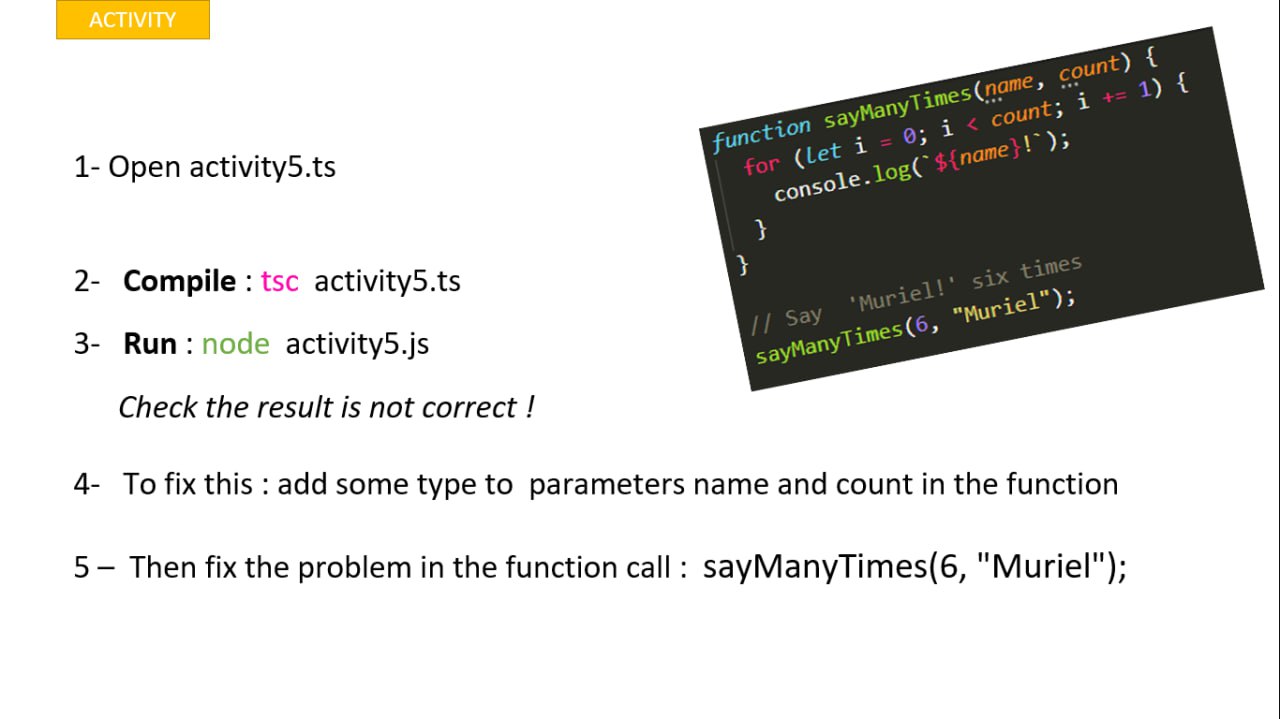 ACTIVITY
function sayManyTimes(name, count) {
for (let i = 0; i < count; i += 1) {
console.log(`${name}!`);
}
}
// Say 'Muriel!' six times
sayManyTimes(6, "Muriel");
1- Open activity5.ts
2- Compile : tsc activity5.ts
3- Run : node activity5.js
Check the result is not correct !
4- To fix this : add some type to parameters name and count in the function
5 – Then fix the problem in the function call : sayManyTimes(6, "Muriel");